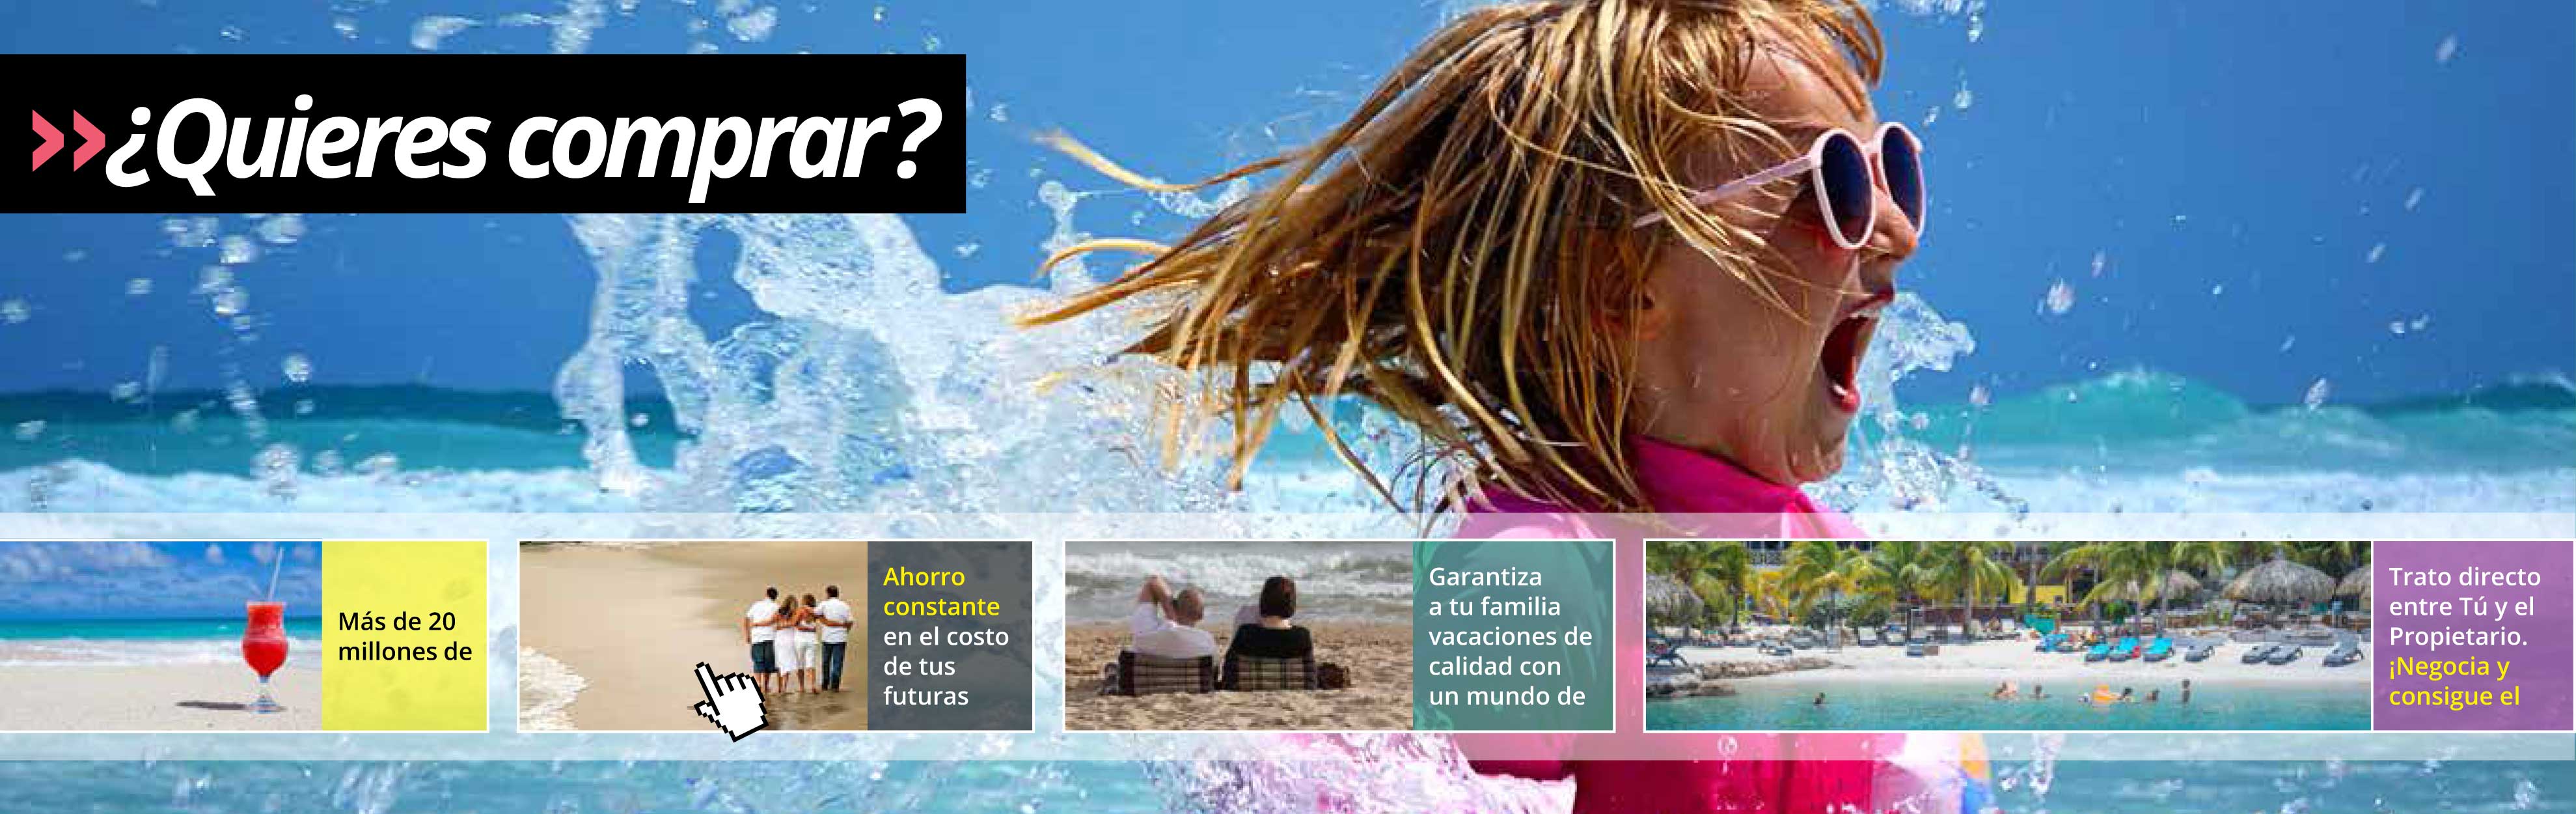 >>¿Quieres comprar?
Más de 20
millones de
Ahorro
constante
en el costo
de tus
futuras
Garantiza
a tu familia
vacaciones de
calidad con
un mundo de
Trato directo
entre Tú y el
Propietario.
¡Negocia y
consigue el